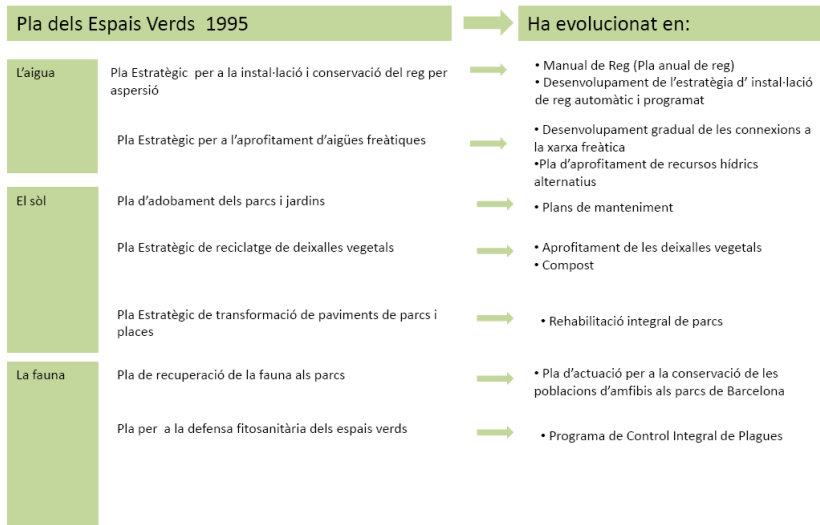 Pla dels Espais Verds  1995
Ha evolucionat en:
L’aigua
Pla Estratègic  per a la instal·lació i conservació del reg per
aspersió
• Manual de Reg (Pla anual de reg)
• Desenvolupament de l’estratègia d’ instal·lació
de reg automàtic i programat
Pla Estratègic per a l’aprofitament d’aigües freàtiques
• Desenvolupament gradual de les connexions a
la xarxa freàtica
•Pla d’aprofitament de recursos hídrics
alternatius
El sòl
Pla d’adobament dels parcs i jardins
• Plans de manteniment
Pla Estratègic de reciclatge de deixalles vegetals
• Aprofitament de les deixalles vegetals
• Compost
Pla Estratègic de transformació de paviments de parcs i
places
• Rehabilitació integral de parcs
La fauna
Pla de recuperació de la fauna als parcs
• Pla d’actuació per a la conservació de les
poblacions d’amfibis als parcs de Barcelona
Pla per  a la defensa fitosanitària dels espais verds
• Programa de Control Integral de Plagues